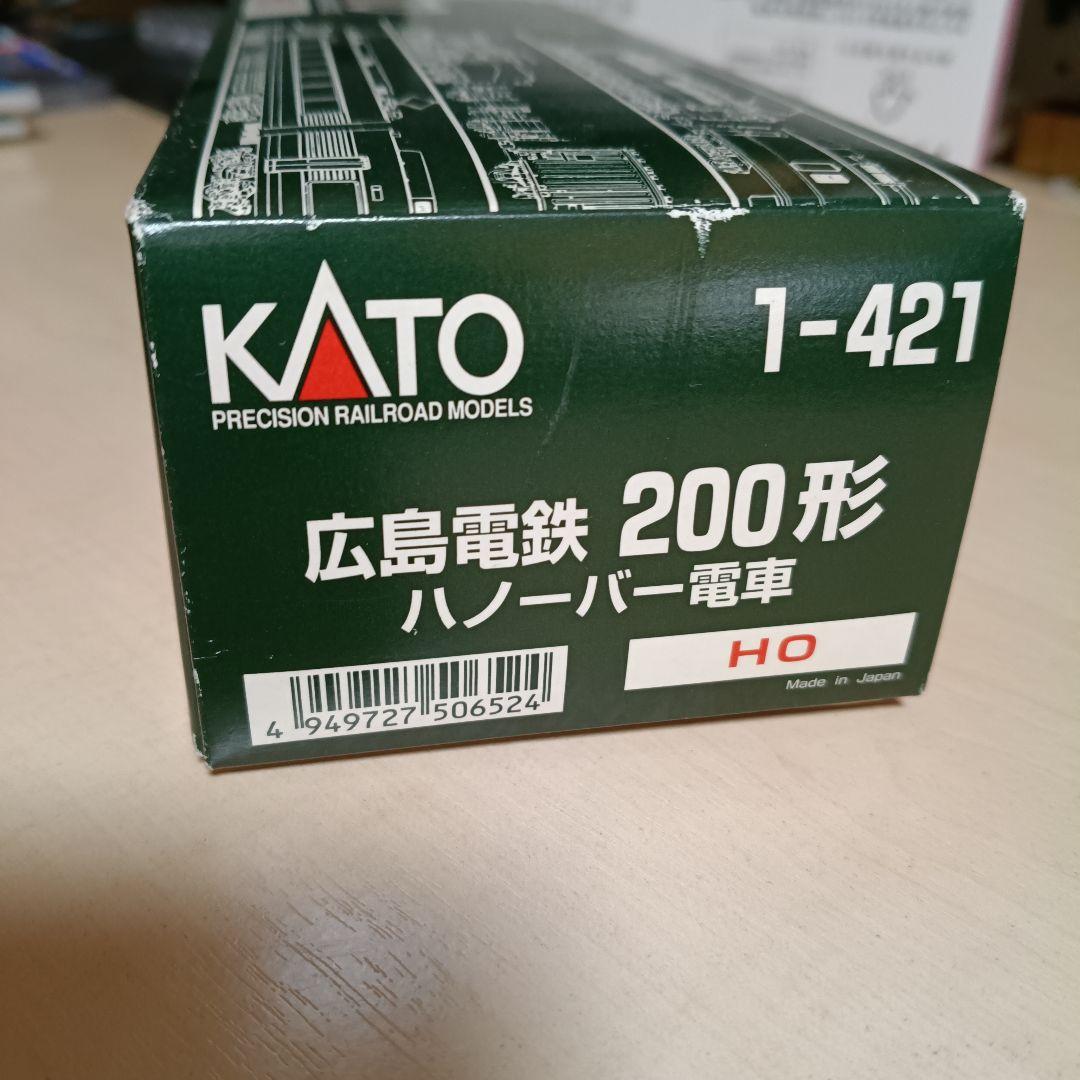 KATO
PRECISION RAILROAD MODELS
1-421
広島電鉄 200形
ハノーバー電車
HO
Made in Japan
4 949727 506524